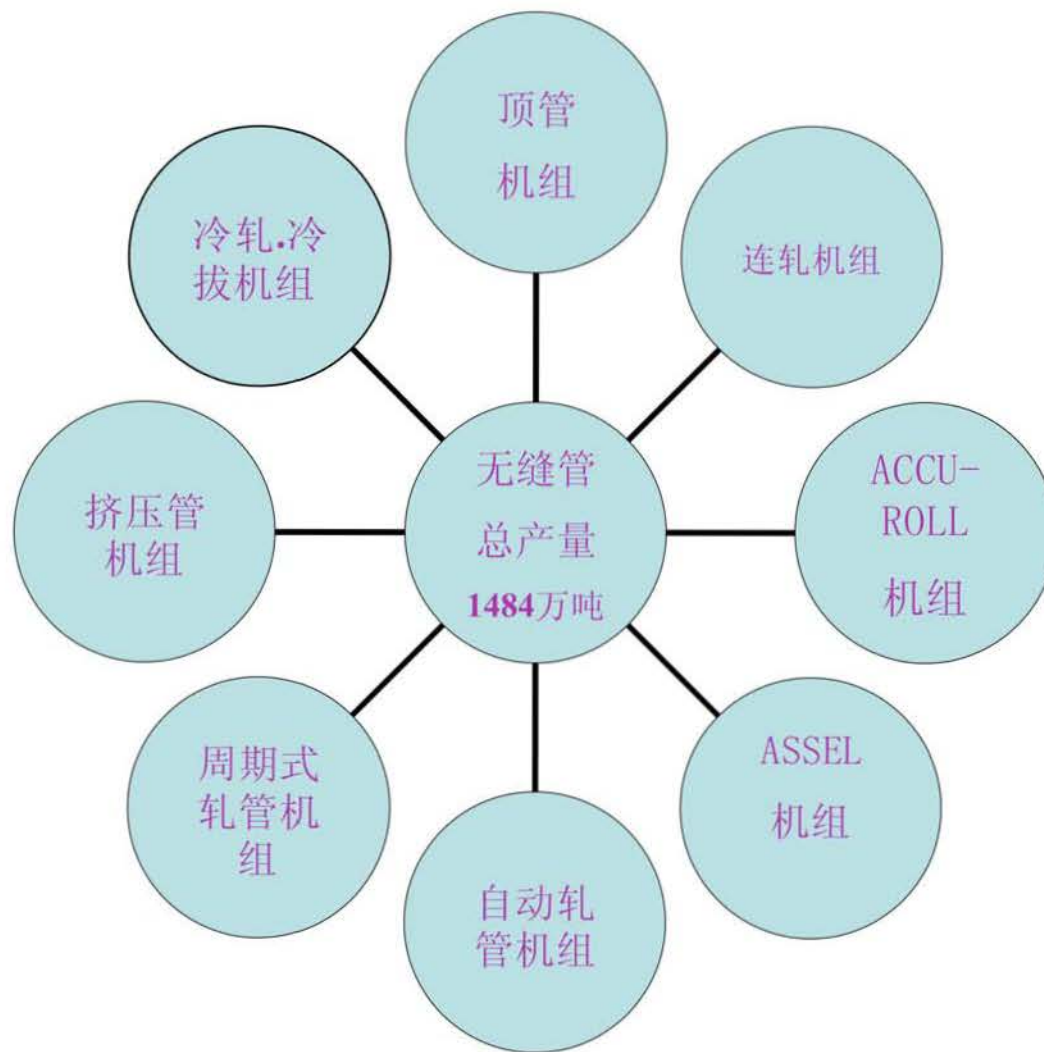 顶管
机组
连轧机组
ACCU-
ROLL
机组
ASSEL
机组
自动轧
管机组
周期式
轧管机
组
挤压管
机组
冷轧.冷
拔机组
无缝管
总产量
1484万吨